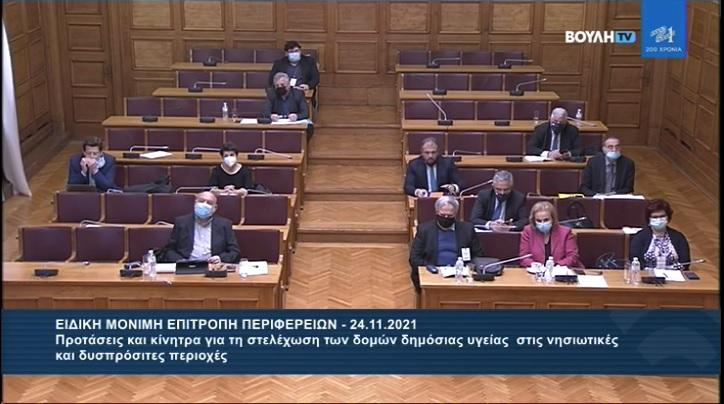 ΒΟΥΛΗ TV
200 ΧΡΟΝΙΑ
ΕΙΔΙΚΗ ΜΟΝΙΜΗ ΕΠΙΤΡΟΠΗ ΠΕΡΙΦΕΡΕΙΩΝ - 24.11.2021
Προτάσεις και κίνητρα για τη στελέχωση των δομών δημόσιας υγείας στις νησιωτικές
και δυσπρόσιτες περιοχές